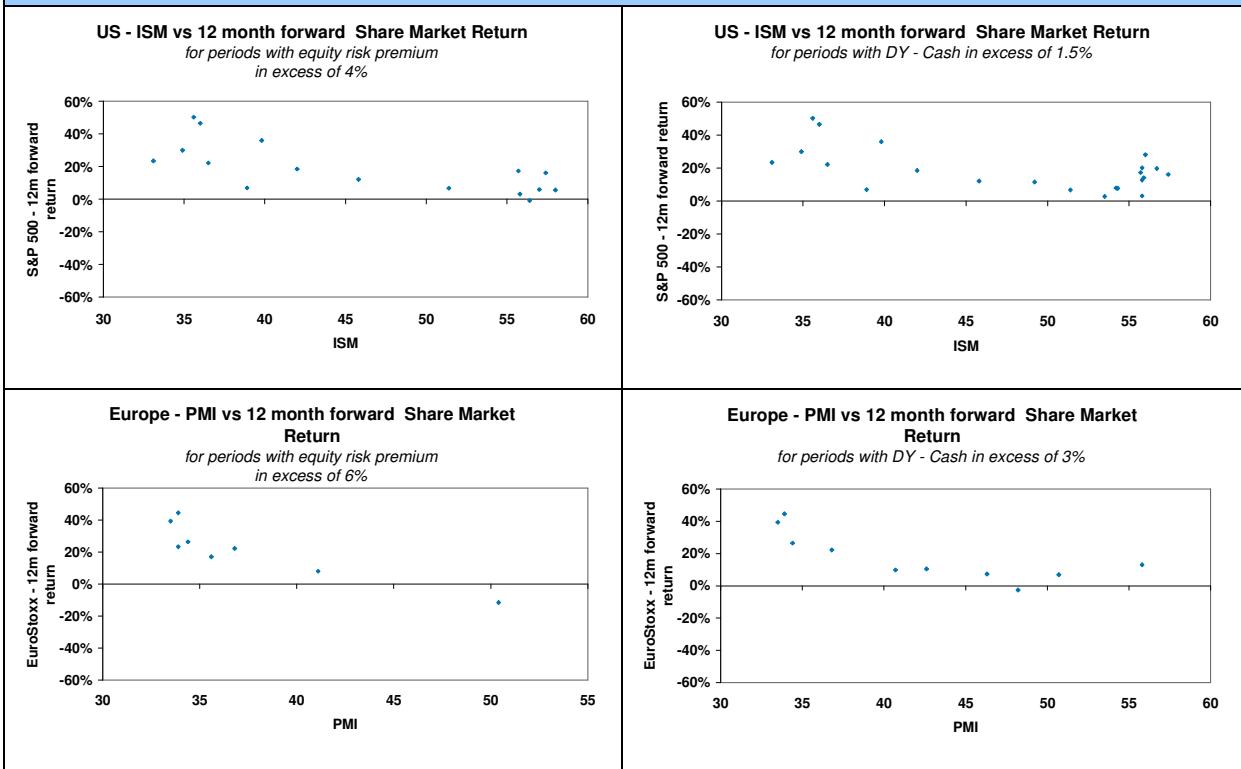 US - ISM vs 12 month forward Share Market Return
for periods with equity risk premium
in excess of 4%
S&P 500 - 12m forward
return
60%
40%
20%
0%
-20%
-40%
-60%
30 35 40 45 50 55 60
ISM
US - ISM vs 12 month forward Share Market Return
for periods with DY - Cash in excess of 1.5%
S&P 500 - 12m forward return
60%
40%
20%
0%
-20%
-40%
-60%
30 35 40 45 50 55 60
ISM
Europe - PMI vs 12 month forward Share Market
Return
for periods with equity risk premium
in excess of 6%
EuroStoxx - 12m forward
return
60%
40%
20%
0%
-20%
-40%
-60%
30 35 40 45 50 55
PMI
Europe - PMI vs 12 month forward Share Market
Return
for periods with DY - Cash in excess of 3%
EuroStoxx - 12m forward
return
60%
40%
20%
0%
-20%
-40%
-60%
30 35 40 45 50 55 60
PMI